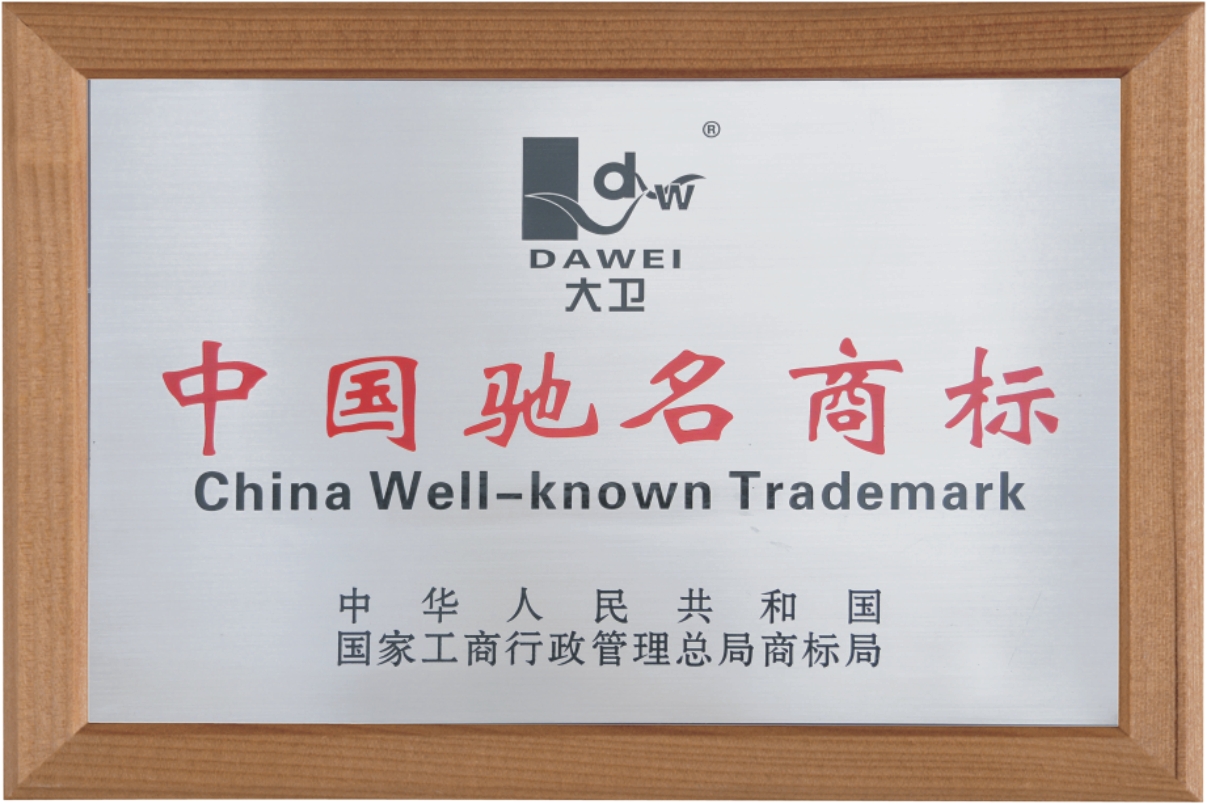 ®
dw
DAWEI
大卫
中国驰名商标
China Well-known Trademark
中华人民共和国
国家工商行政管理总局商标局